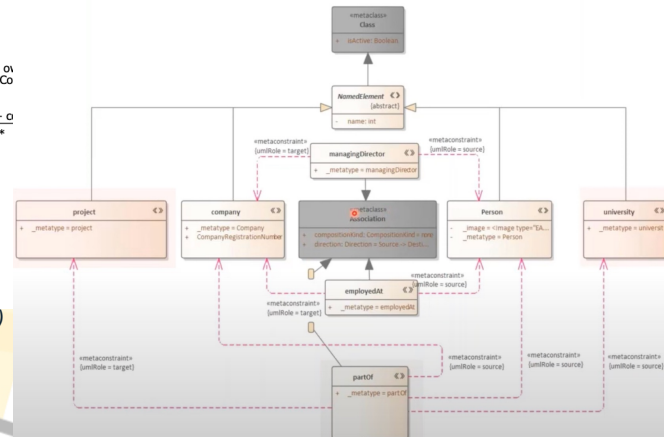 «metaclass»
Class
+ isActive: Boolean
NamedElement
{abstract}
- name: int
«metaconstraint»
{umlRole = target}
managingDirector
+ _metatype = managingDirector
«metaconstraint»
{umlRole = source}
project
+ _metatype = project
company
+ _metatype = Company
+ CompanyRegistrationNumber
«metaclass»
Association
+ compositionKind: CompositionKind = none
+ direction: Direction = Source -> Desti...
Person
- _image = <Image type="EA...
- _metatype = Person
university
+ _metatype = universit
«metaconstraint»
{umlRole = target}
employedAt
+ _metatype = employedAt
«metaconstraint»
{umlRole = source}
«metaconstraint»
{umlRole = target}
«metaconstraint»
{umlRole = source}
«metaconstraint»
{umlRole = source}
«metaconstraint»
{umlRole = source}
partOf
+ _metatype = partOf